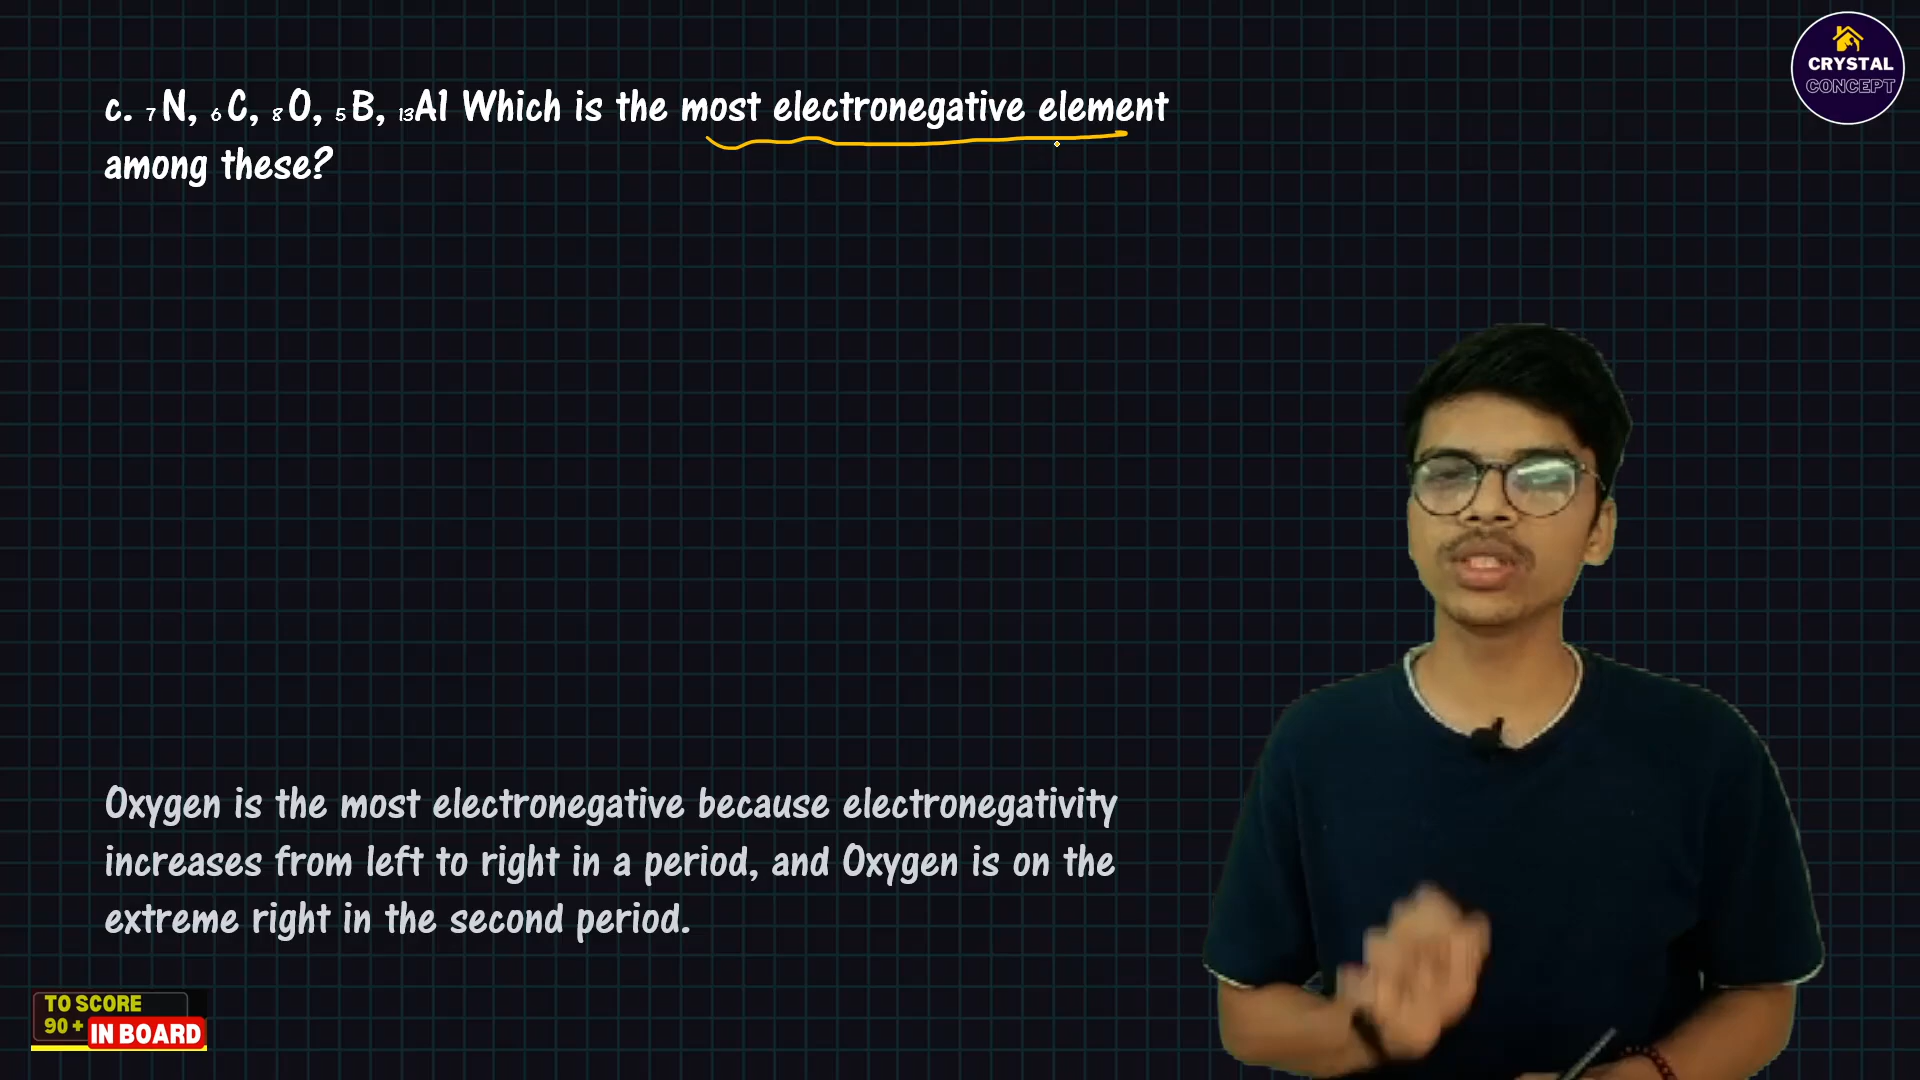 CRYSTAL
CONCEPT
c. ₇N, ₆C, ₈O, ₅B, ₁₃A1 Which is the most electronegative element
among these?
Oxygen is the most electronegative because electronegativity
increases from left to right in a period, and Oxygen is on the
extreme right in the second period.
TO SCORE
90 + IN BOARD